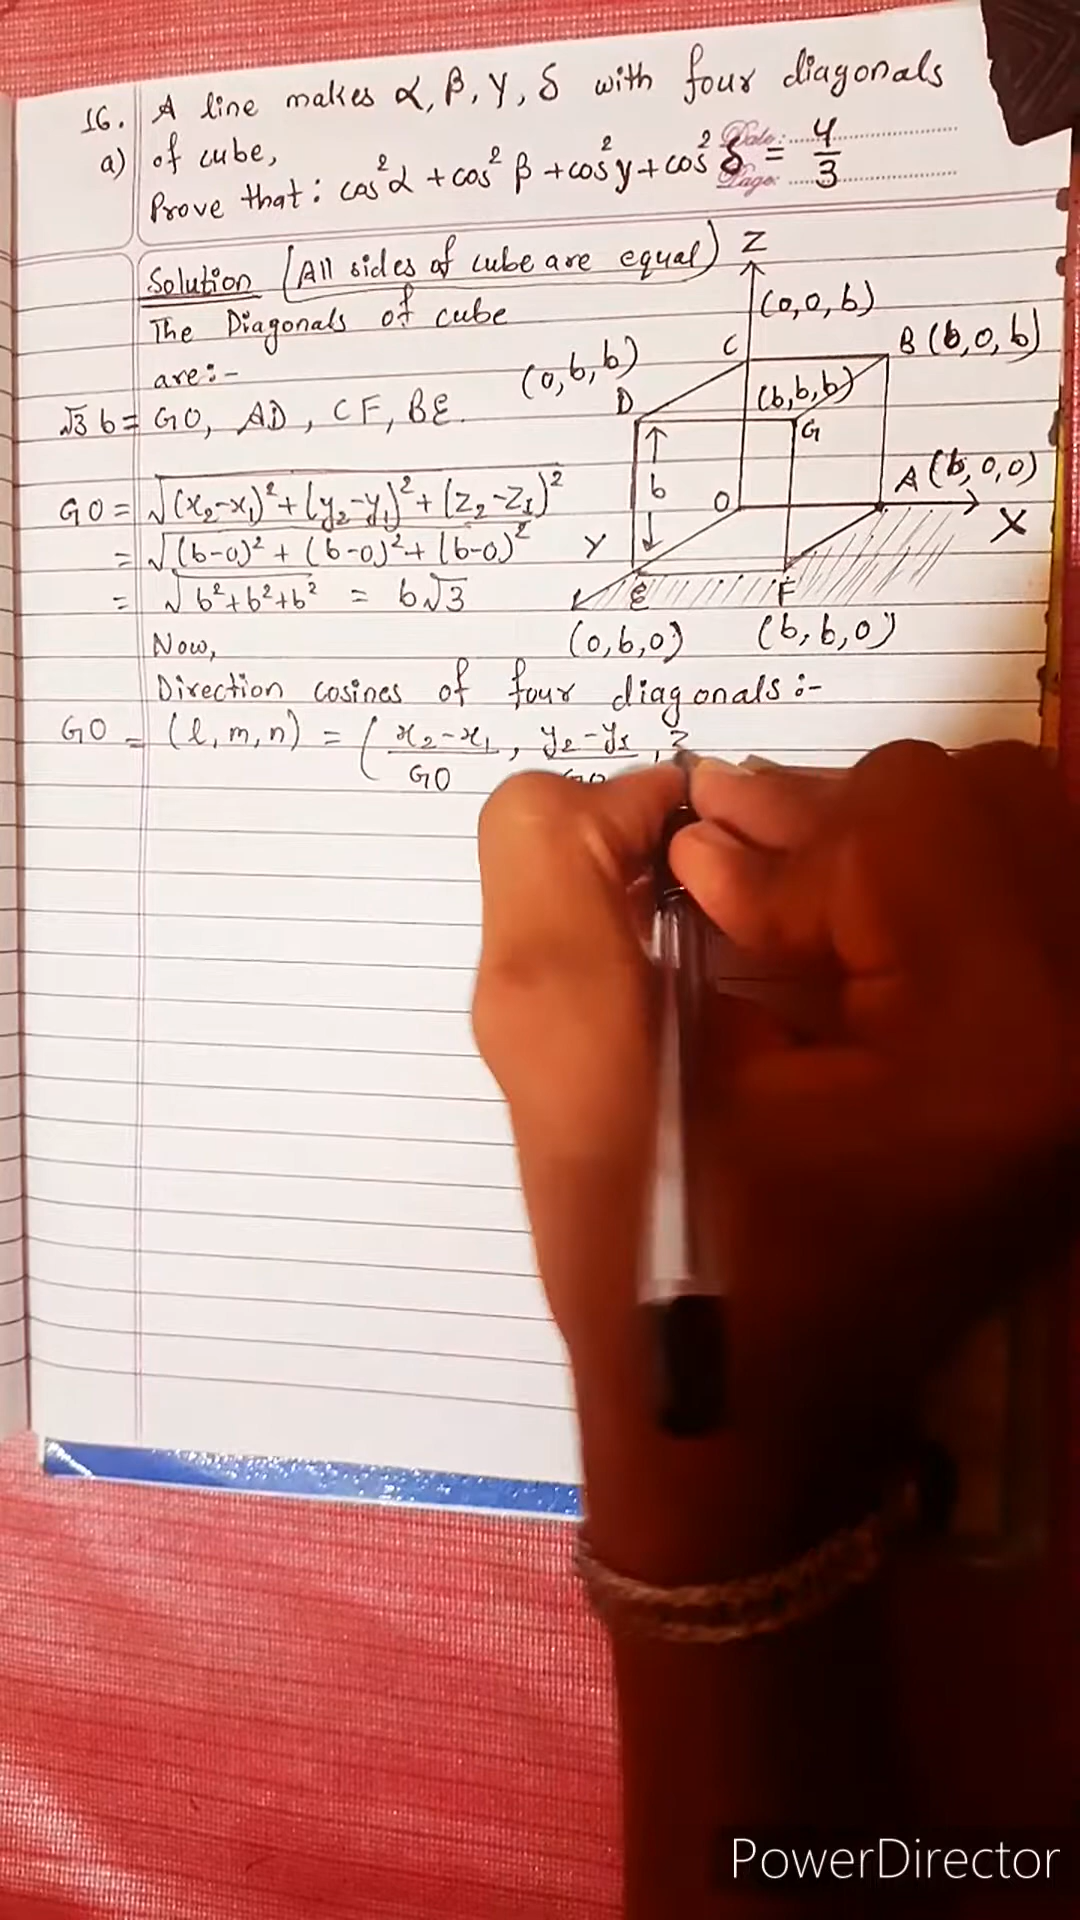 16. A line makes α, β, γ, δ with four diagonals
a) of cube,
Date:
Prove that: cos²α + cos²β + cos²γ + cos²δ = 4/3
Page:
Solution (All sides of cube are equal)
The Diagonals of cube
are:-
√3 b = GO, AD, CF, BE.
Z
(0,0,b)
C
B (b,0,b)
(0,b,b)
D
(b,b,b)
G
b
A (b,0,0)
O
X
Y
E
F
(0,b,0)
(b,b,0)
GO = √(x₂-x₁)² + (y₂-y₁)² + (z₂-z₁)²
= √(b-0)² + (b-0)² + (b-0)²
= √b²+b²+b² = b√3
Now,
Direction cosines of four diagonals:-
GO = (l, m, n) = (x₂-x₁/GO, y₂-y₁/GO, z
PowerDirector